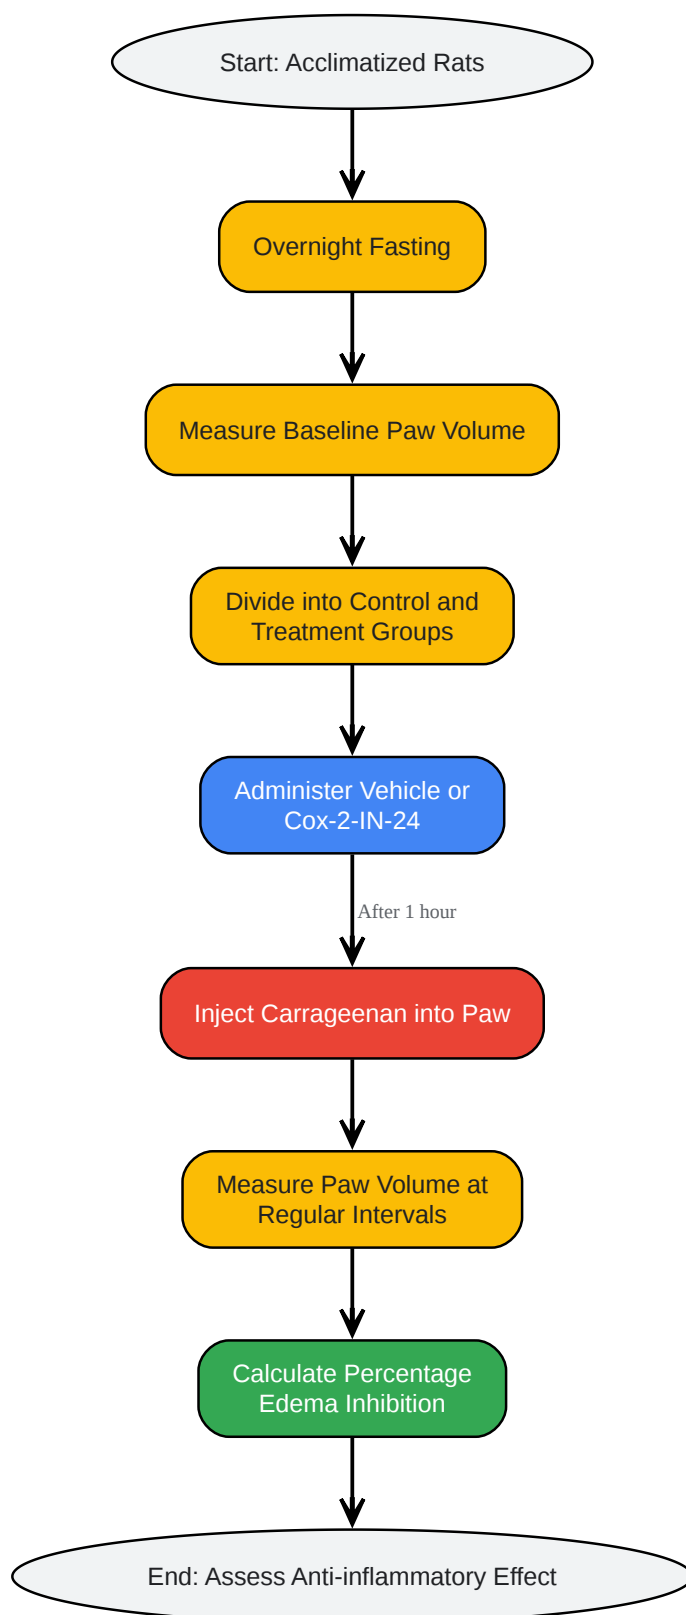 Start: Acclimatized Rats
Overnight Fasting
Measure Baseline Paw Volume
Divide into Control and
Treatment Groups
Administer Vehicle or
Cox-2-IN-24
After 1 hour
Inject Carrageenan into Paw
Measure Paw Volume at
Regular Intervals
Calculate Percentage
Edema Inhibition
End: Assess Anti-inflammatory Effect